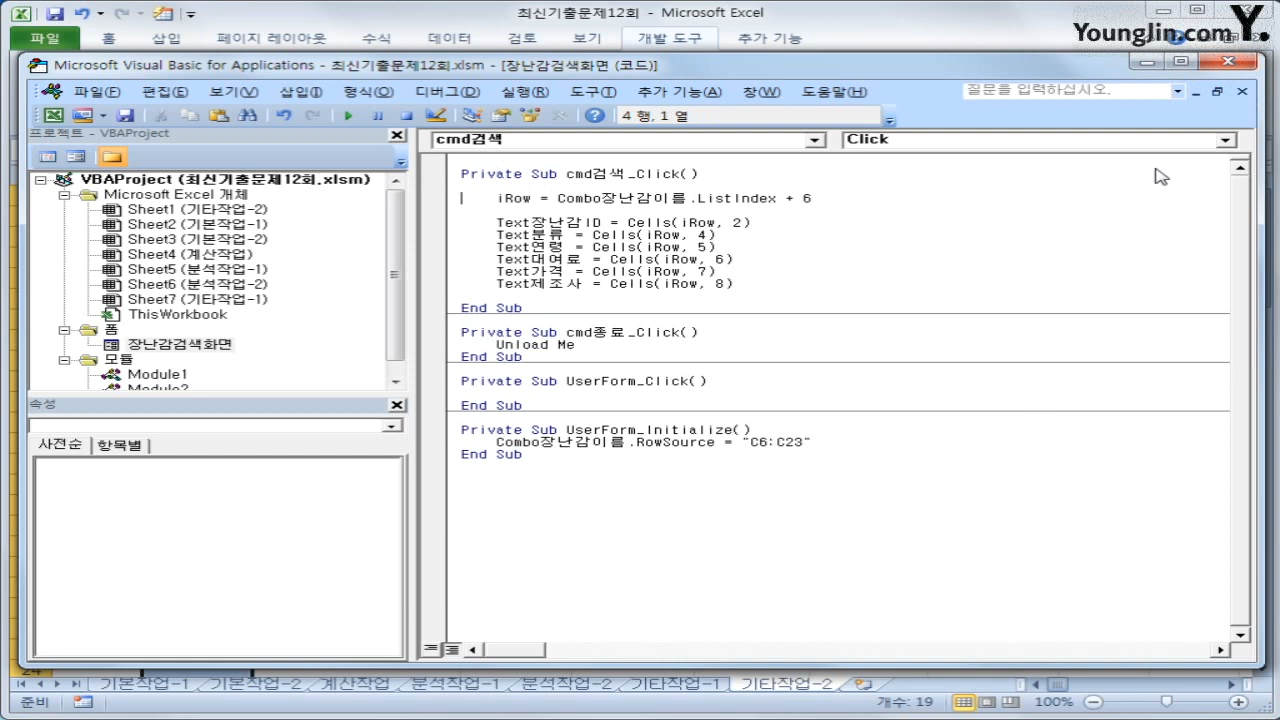 최신기출문제12회 - Microsoft Excel
파일 홈 삽입 페이지 레이아웃 수식 데이터 검토 보기 개발 도구 추가 기능
YoungJin.com Y.
Microsoft Visual Basic for Applications - 최신기출문제12회.xlsm - [장난감검색화면 (코드)]
파일(F) 편집(E) 보기(V) 삽입(I) 형식(O) 디버그(D) 실행(R) 도구(T) 추가 기능(A) 창(W) 도움말(H) 질문을 입력하십시오.
4 행, 1 열
프로젝트 - VBAProject
cmd검색 Click
VBAProject (최신기출문제12회.xlsm)
Microsoft Excel 개체
Sheet1 (기타작업-2)
Sheet2 (기본작업-1)
Sheet3 (기본작업-2)
Sheet4 (계산작업)
Sheet5 (분석작업-1)
Sheet6 (분석작업-2)
Sheet7 (기타작업-1)
ThisWorkbook
폼
장난감검색화면
모듈
Module1
Module2
속성
사전순 항목별
Private Sub cmd검색_Click()
iRow = Combo장난감이름.ListIndex + 6
Text장난감ID = Cells(iRow, 2)
Text분류 = Cells(iRow, 4)
Text연령 = Cells(iRow, 5)
Text대여료 = Cells(iRow, 6)
Text가격 = Cells(iRow, 7)
Text제조사 = Cells(iRow, 8)
End Sub
Private Sub cmd종료_Click()
Unload Me
End Sub
Private Sub UserForm_Click()
End Sub
Private Sub UserForm_Initialize()
Combo장난감이름.RowSource = "C6:C23"
End Sub
24
기본작업-1 기본작업-2 계산작업 분석작업-1 분석작업-2 기타작업-1 기타작업-2
준비 개수: 19 100%